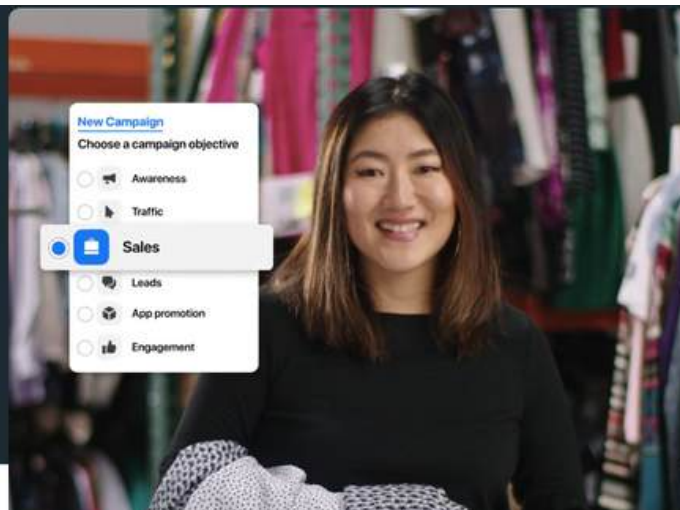 New Campaign
Choose a campaign objective
Awareness
Traffic
Sales
Leads
App promotion
Engagement